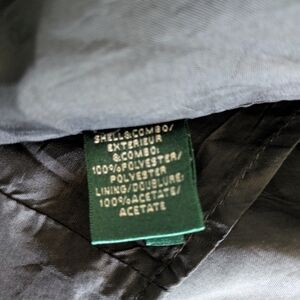 SHELL&COMBO/
EXTERIEUR
&COMBO:
100%POLYESTER/
POLYESTER
LINING/DOUBLURE:
100%ACETATE/
ACETATE